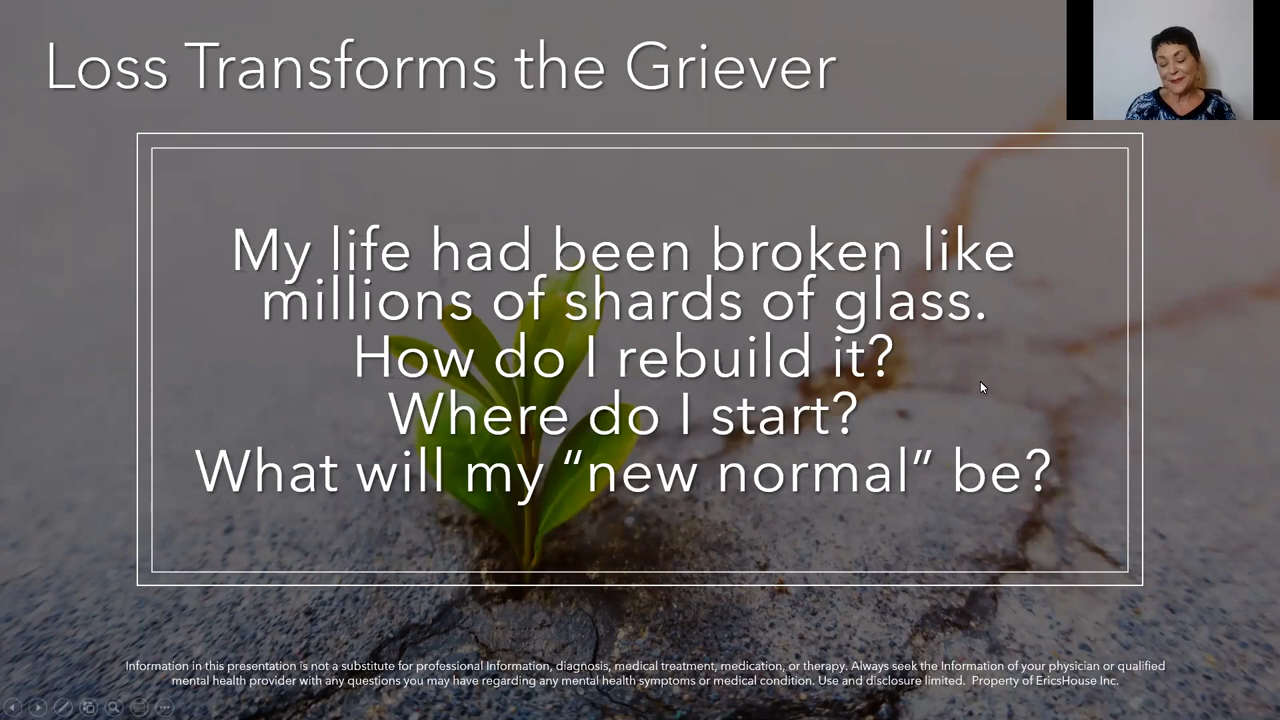 Loss Transforms the Griever
My life had been broken like
millions of shards of glass.
How do I rebuild it?
Where do I start?
What will my “new normal” be?
Information in this presentation is not a substitute for professional Information, diagnosis, medical treatment, medication, or therapy. Always seek the Information of your physician or qualified
mental health provider with any questions you may have regarding any mental health symptoms or medical condition. Use and disclosure limited. Property of EricsHouse Inc.